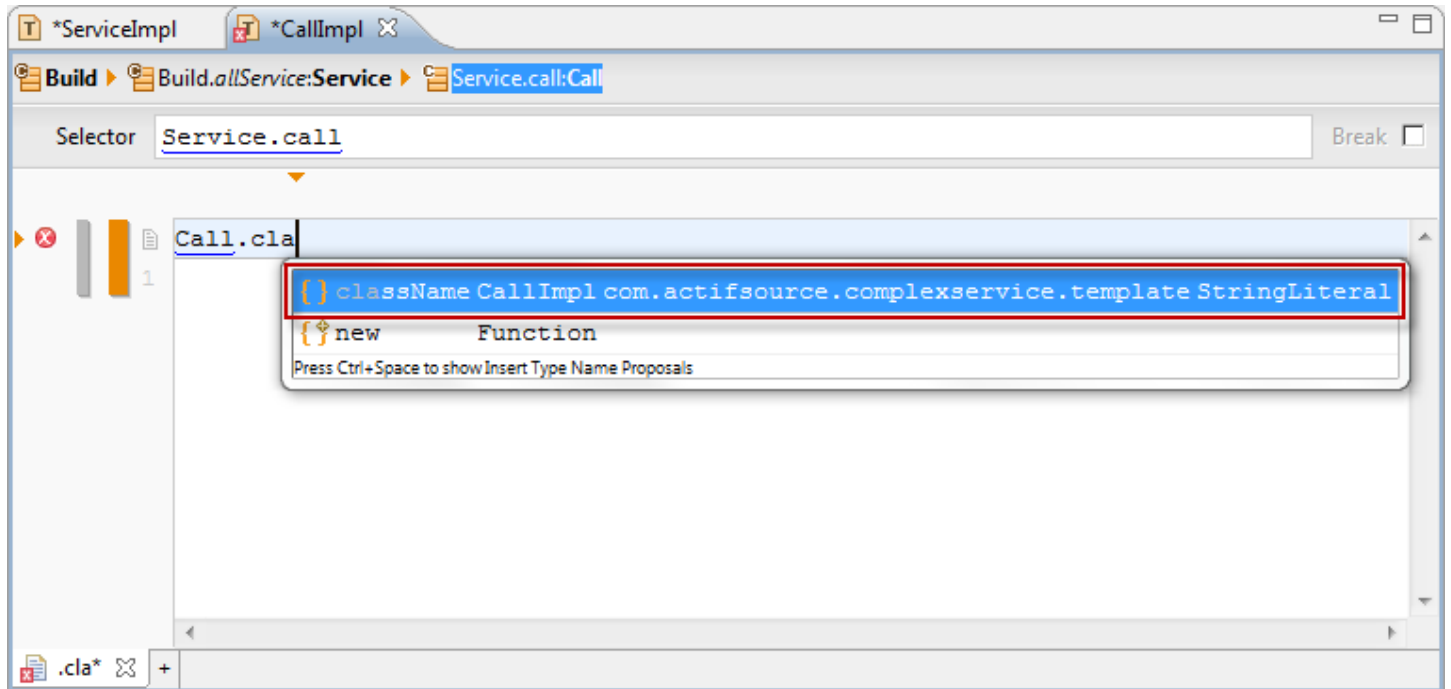 *ServiceImpl *CallImpl
Build Build.allService:Service Service.call:Call
Selector Service.call Break
Call.cla
1
{ } className CallImpl com.actifsource.complexservice.template StringLiteral
{ } new Function
Press Ctrl+Space to show Insert Type Name Proposals
.cla* +